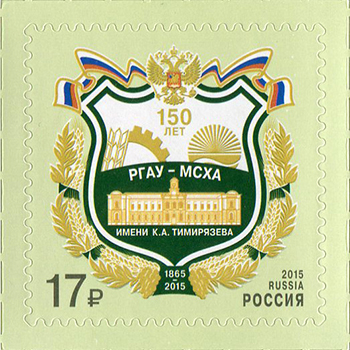 150
ЛЕТ
РГАУ - МСХА
ИМЕНИ К.А. ТИМИРЯЗЕВА
1865
-
2015
17₽
2015
RUSSIA
РОССИЯ